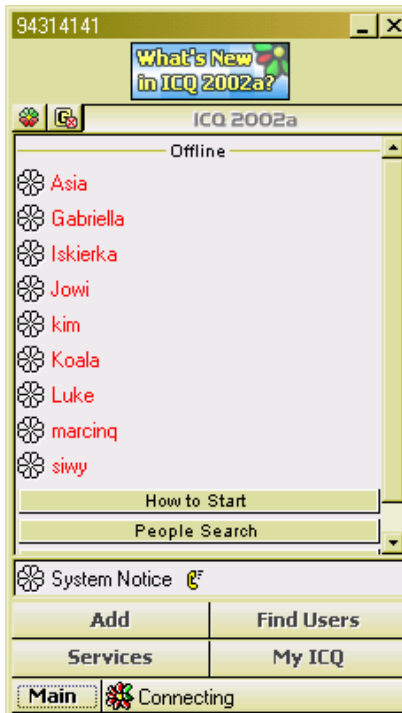 94314141
What's New
in ICQ 2002a?
ICQ 2002a
Offline
Asia
Gabriella
Iskierka
Jowi
kim
Koala
Luke
marcinq
siwy
How to Start
People Search
System Notice
Add Find Users
Services My ICQ
Main Connecting